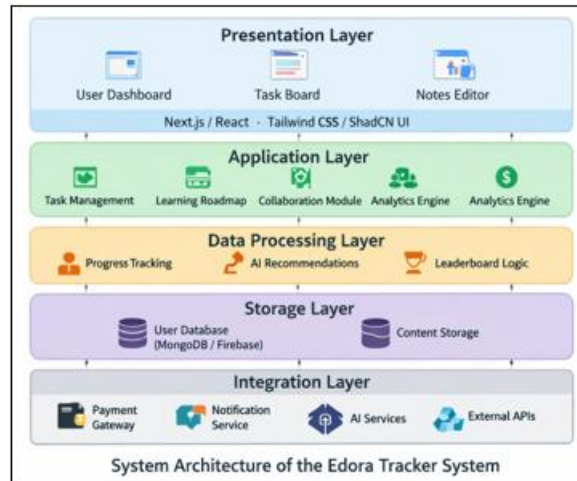 Presentation Layer
User Dashboard
Task Board
Notes Editor
Next.js / React · Tailwind CSS / ShadCN UI
Application Layer
Task Management
Learning Roadmap
Collaboration Module
Analytics Engine
Analytics Engine
Data Processing Layer
Progress Tracking
AI Recommendations
Leaderboard Logic
Storage Layer
User Database
(MongoDB / Firebase)
Content Storage
Integration Layer
Payment
Gateway
Notification
Service
AI Services
External APIs
System Architecture of the Edora Tracker System